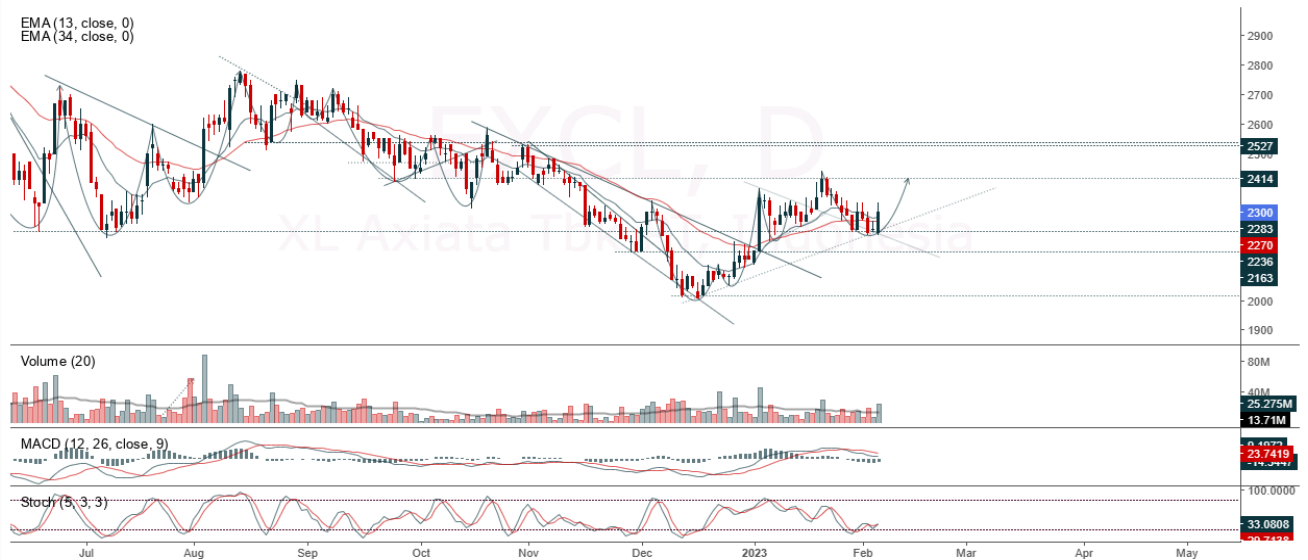 EMA (13, close, 0)
EMA (34, close, 0)
EXCL, D
XL Axiata Tbk
2900
2800
2700
2600
2527
2500
2414
2300
2283
2270
2236
2163
2000
1900
Volume (20)
80M
40M
25.275M
13.71M
MACD (12, 26, close, 9)
23.7419
Stoch (5, 3, 3)
100.0000
33.0808
Jul
Aug
Sep
Oct
Nov
Dec
2023
Feb
Mar
Apr
May